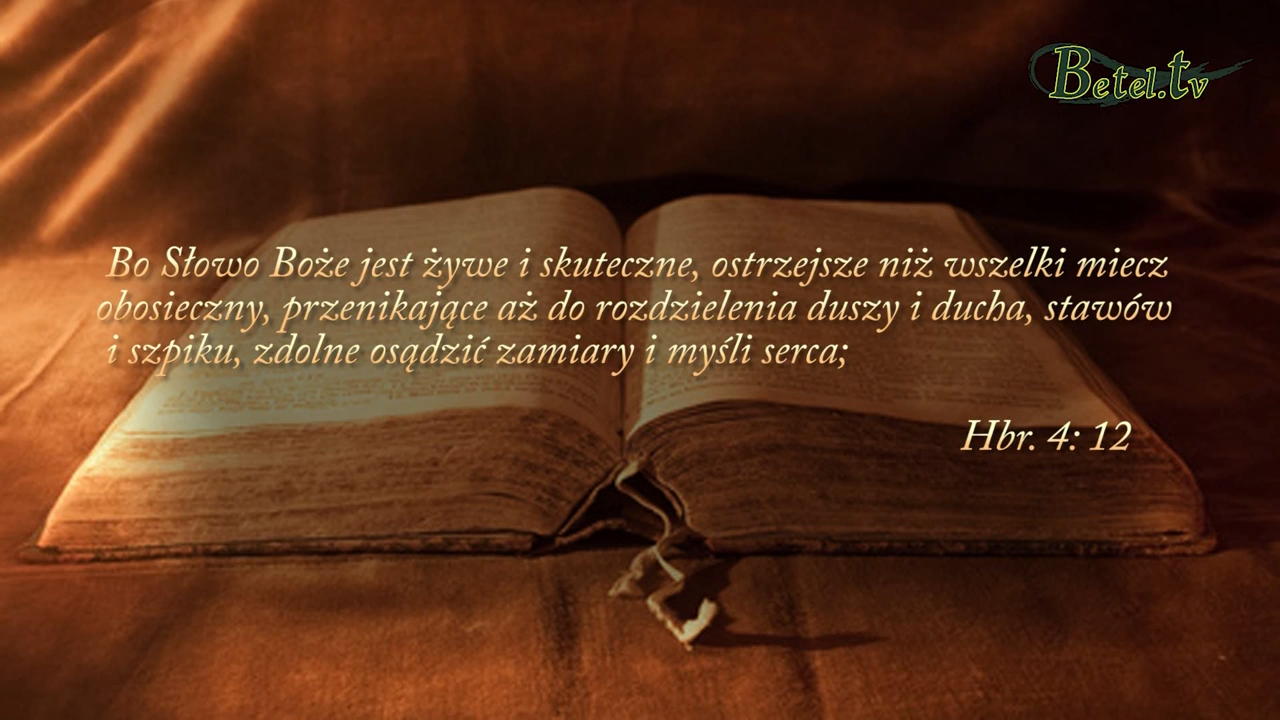 Betel.tv
Bo Słowo Boże jest żywe i skuteczne, ostrzejsze niż wszelki miecz
obosieczny, przenikające aż do rozdzielenia duszy i ducha, stawów
i szpiku, zdolne osądzić zamiary i myśli serca;
Hbr. 4: 12